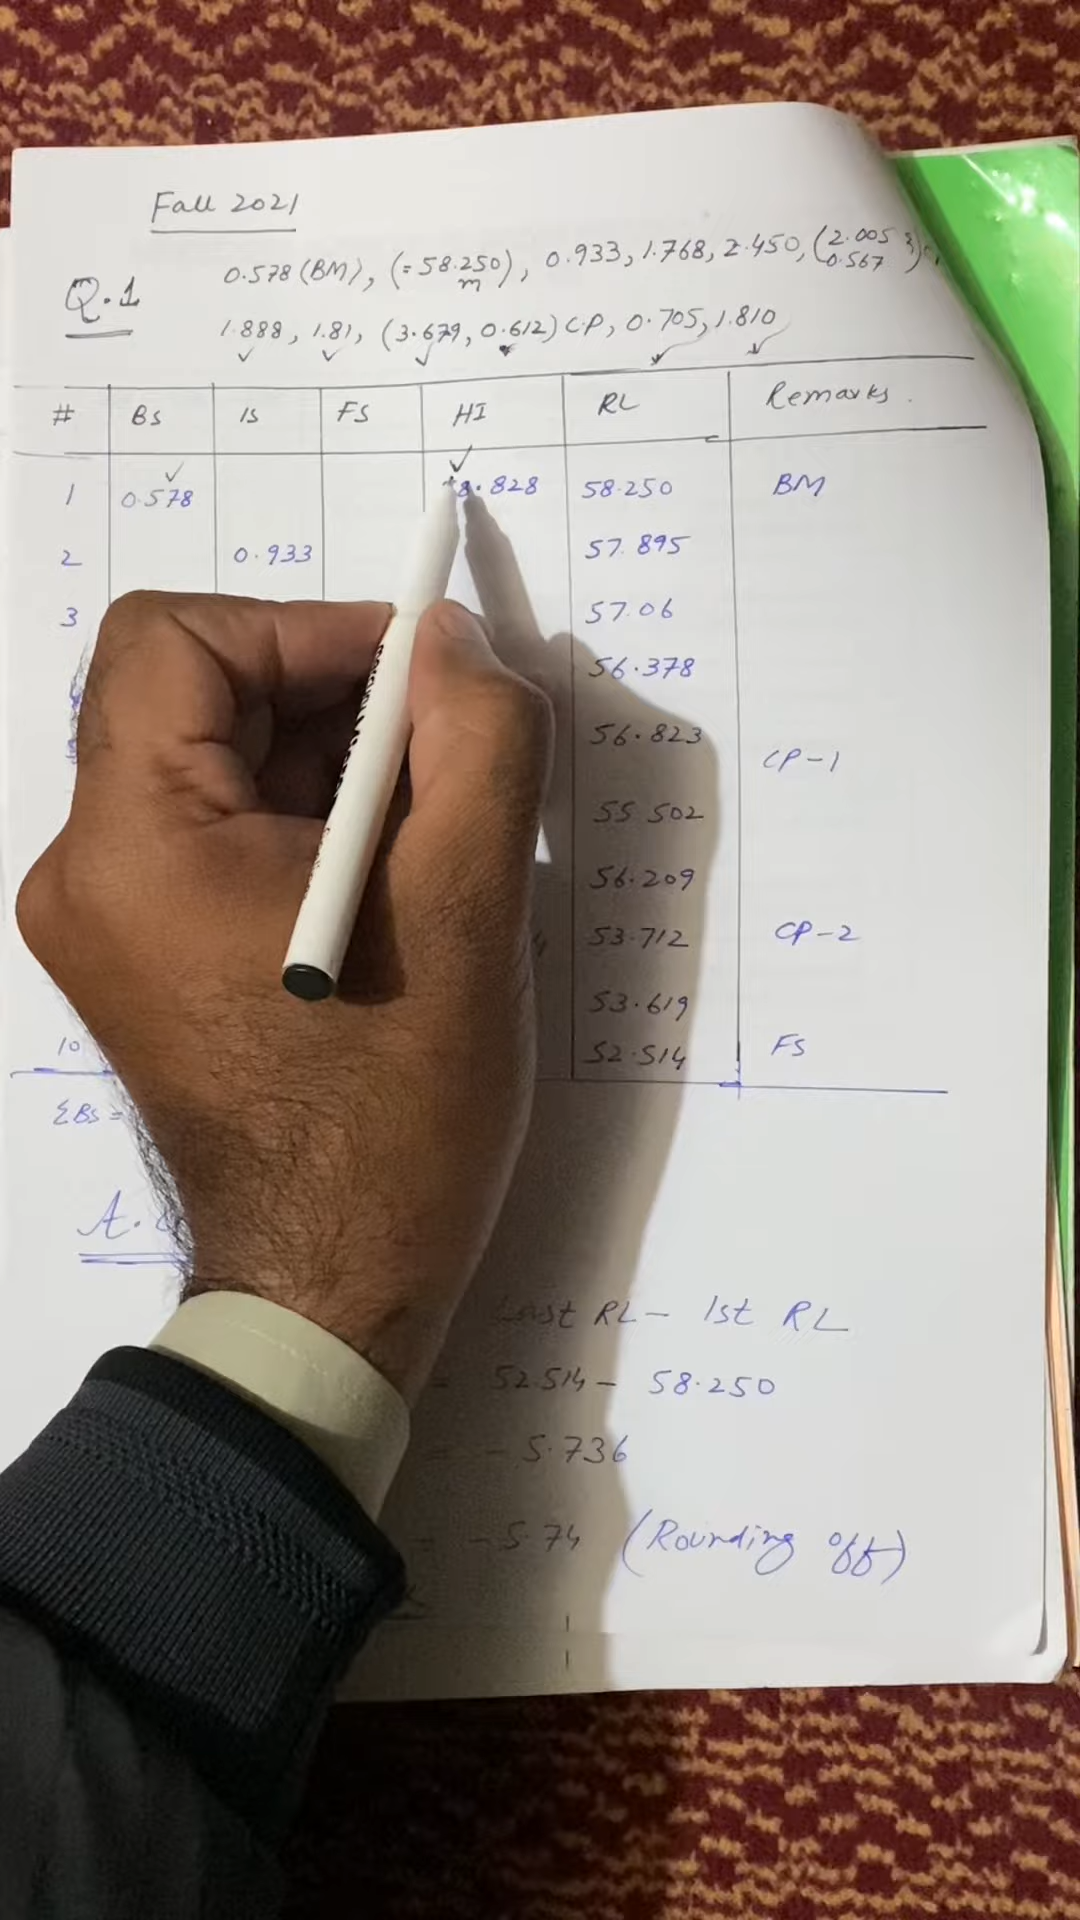 Fall 2021
Q.1
0.578 (BM), (= 58.250 m), 0.933, 1.768, 2.450, (2.005 & 0.567),
1.888, 1.81, (3.679, 0.612) CP, 0.705, 1.810
# Bs IS FS HI RL Remarks.
1 0.578 58.828 58.250 BM
2 0.933 57.895
3 57.06
56.378
56.823 CP-1
55 502
56.209
53.712 CP-2
53.619
10 52.514 FS
ΣBS =
A.
Last RL - 1st RL
= 52.514 - 58.250
= - 5.736
= - 5.74 (Rounding off)